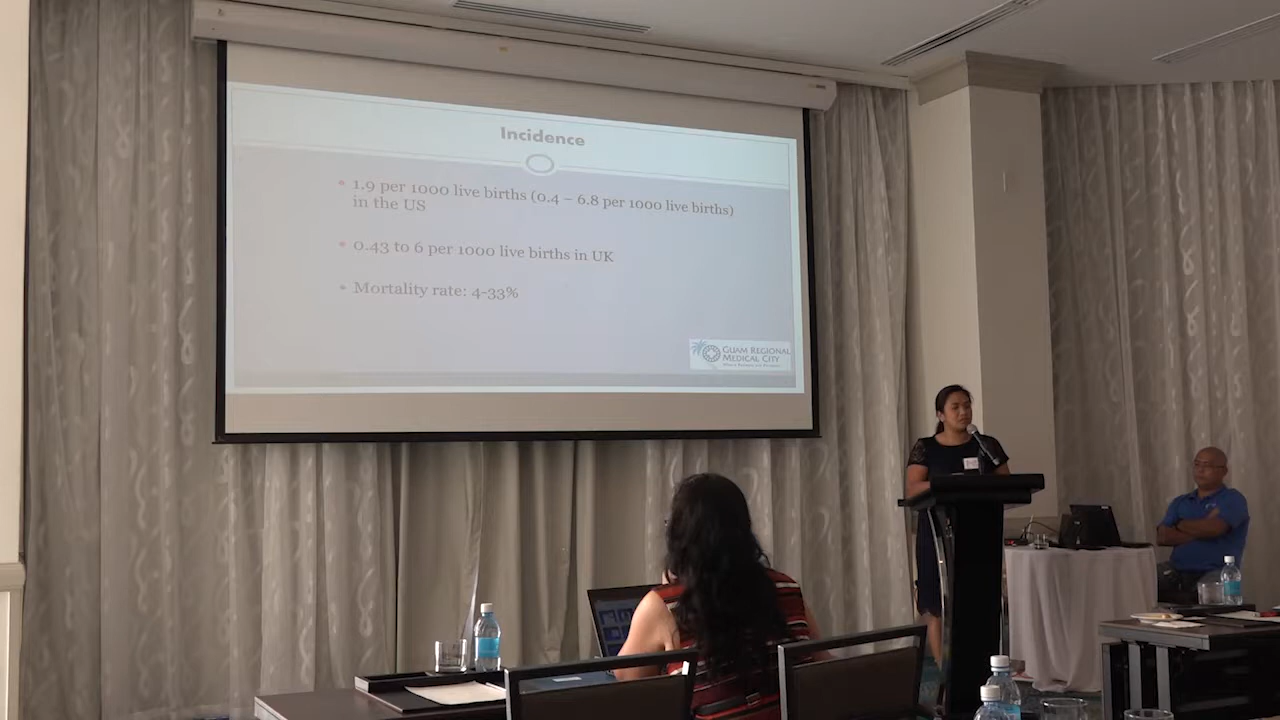 Incidence
• 1.9 per 1000 live births (0.4 – 6.8 per 1000 live births)
in the US
• 0.43 to 6 per 1000 live births in UK
• Mortality rate: 4-33%
GUAM REGIONAL
MEDICAL CITY